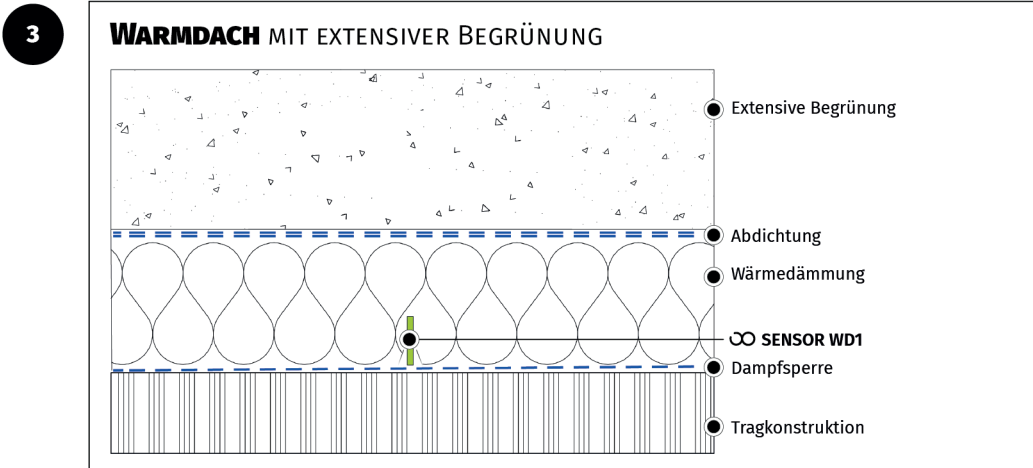 3
WARMDACH MIT EXTENSIVER BEGRÜNUNG
Extensive Begrünung
Abdichtung
Wärmedämmung
SENSOR WD1
Dampfsperre
Tragkonstruktion